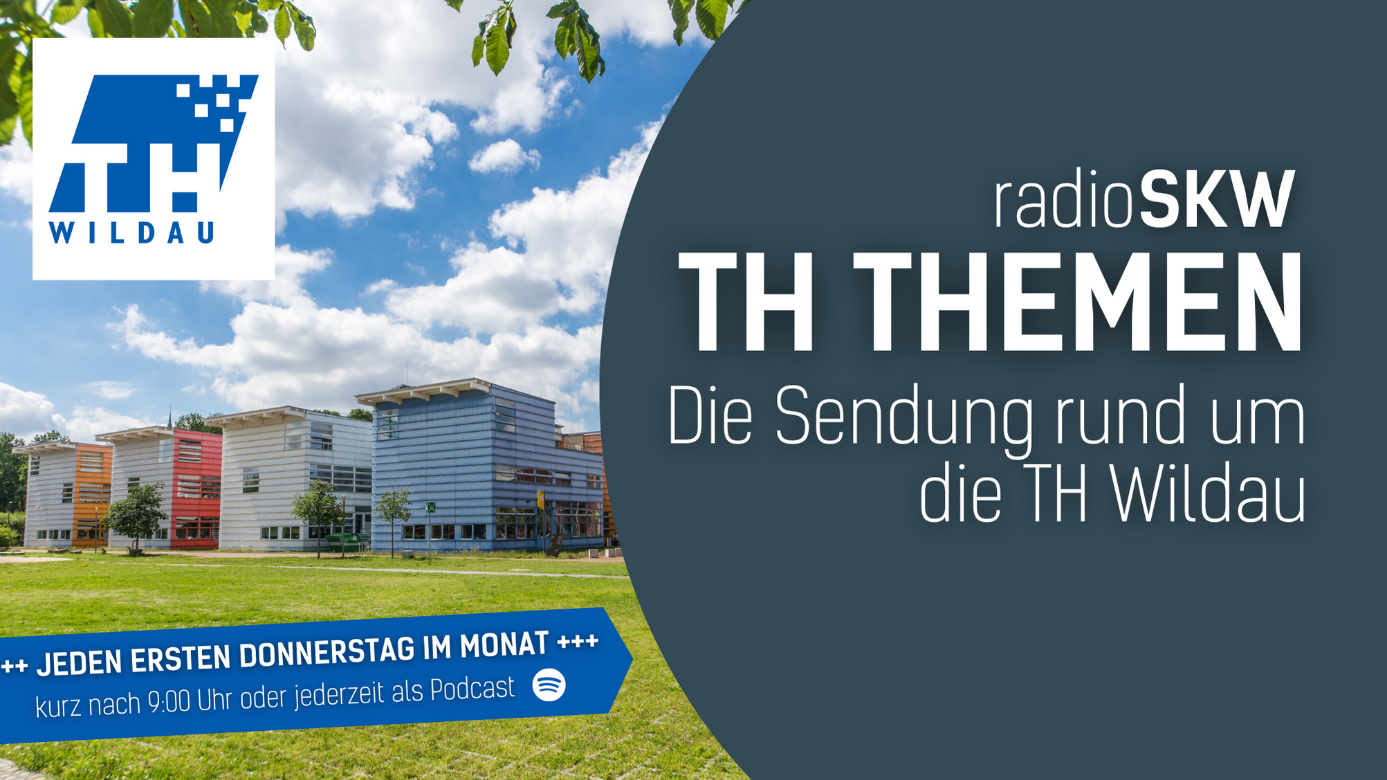 TH
WILDAU
radioSKW
TH THEMEN
Die Sendung rund um
die TH Wildau
++ JEDEN ERSTEN DONNERSTAG IM MONAT +++
kurz nach 9:00 Uhr oder jederzeit als Podcast